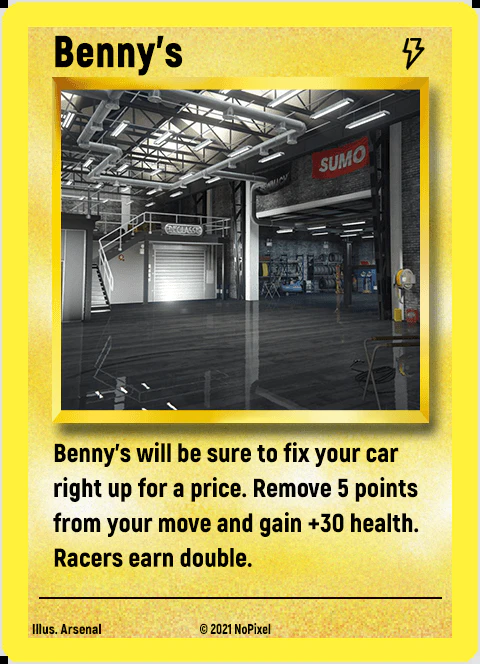 Benny's
SUMO
Benny's will be sure to fix your car
right up for a price. Remove 5 points
from your move and gain +30 health.
Racers earn double.
Illus. Arsenal © 2021 NoPixel